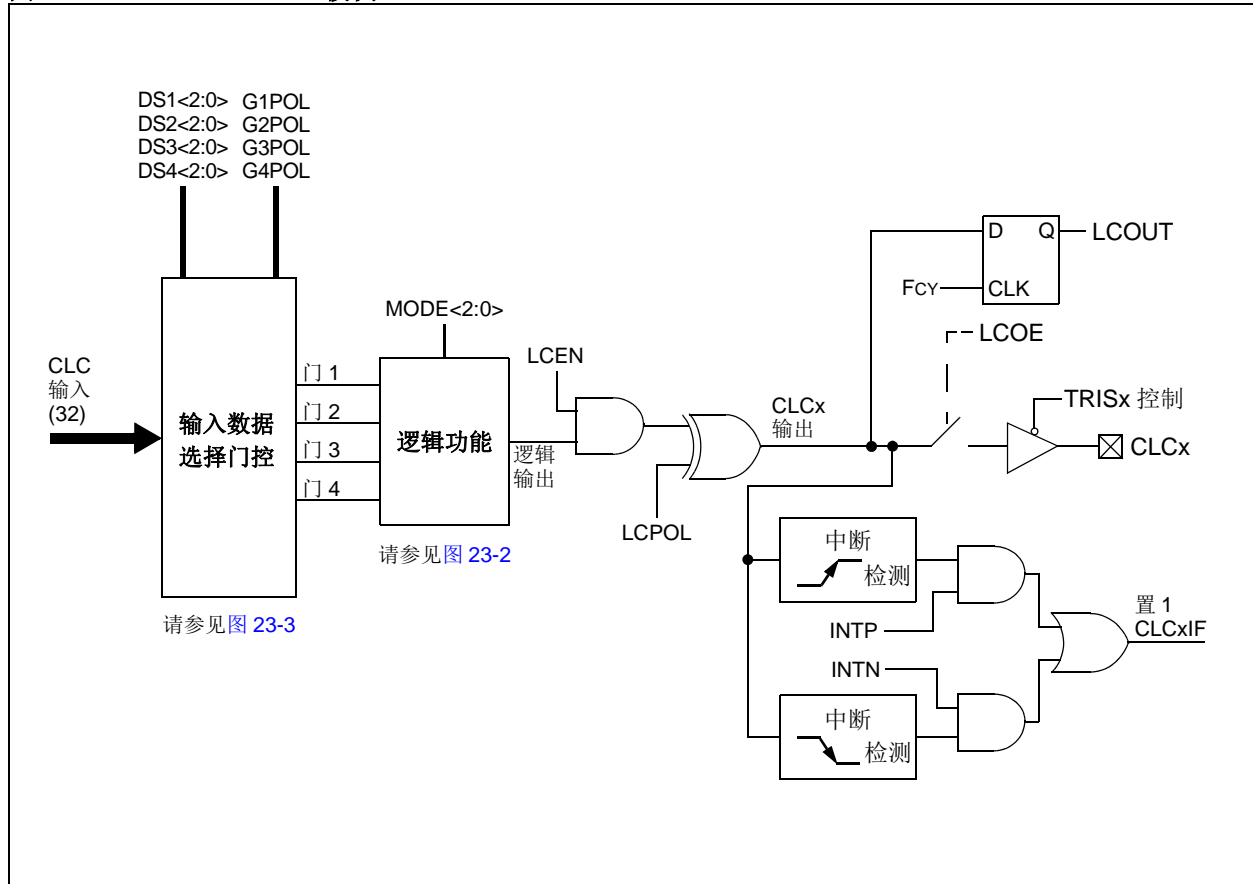 DS1<2:0> G1POL
DS2<2:0> G2POL
DS3<2:0> G3POL
DS4<2:0> G4POL
D Q
LCOUT
FCY
CLK
MODE<2:0>
LCOE
LCEN
CLC
输入
(32)
门 1
门 2
门 3
门 4
输入数据
选择门控
逻辑功能
逻辑
输出
CLCx
输出
TRISx 控制
CLCx
LCPOL
请参见图 23-2
请参见图 23-3
中断
检测
INTP
置 1
CLCxIF
INTN
中断
检测